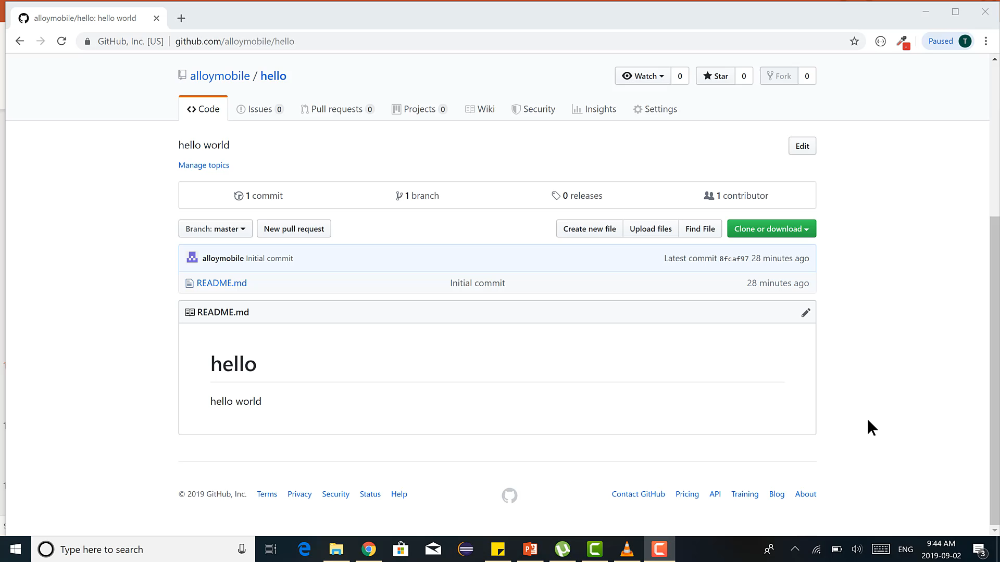 alloymobile/hello: hello world
GitHub, Inc. [US] github.com/alloymobile/hello Paused T
alloymobile / hello Watch 0 Star 0 Fork 0
Code Issues 0 Pull requests 0 Projects 0 Wiki Security Insights Settings
hello world Edit
Manage topics
1 commit 1 branch 0 releases 1 contributor
Branch: master New pull request Create new file Upload files Find File Clone or download
alloymobile Initial commit Latest commit 8fcaf97 28 minutes ago
README.md Initial commit 28 minutes ago
README.md
hello
hello world
© 2019 GitHub, Inc. Terms Privacy Security Status Help Contact GitHub Pricing API Training Blog About
Type here to search ENG 9:44 AM
2019-09-02 3